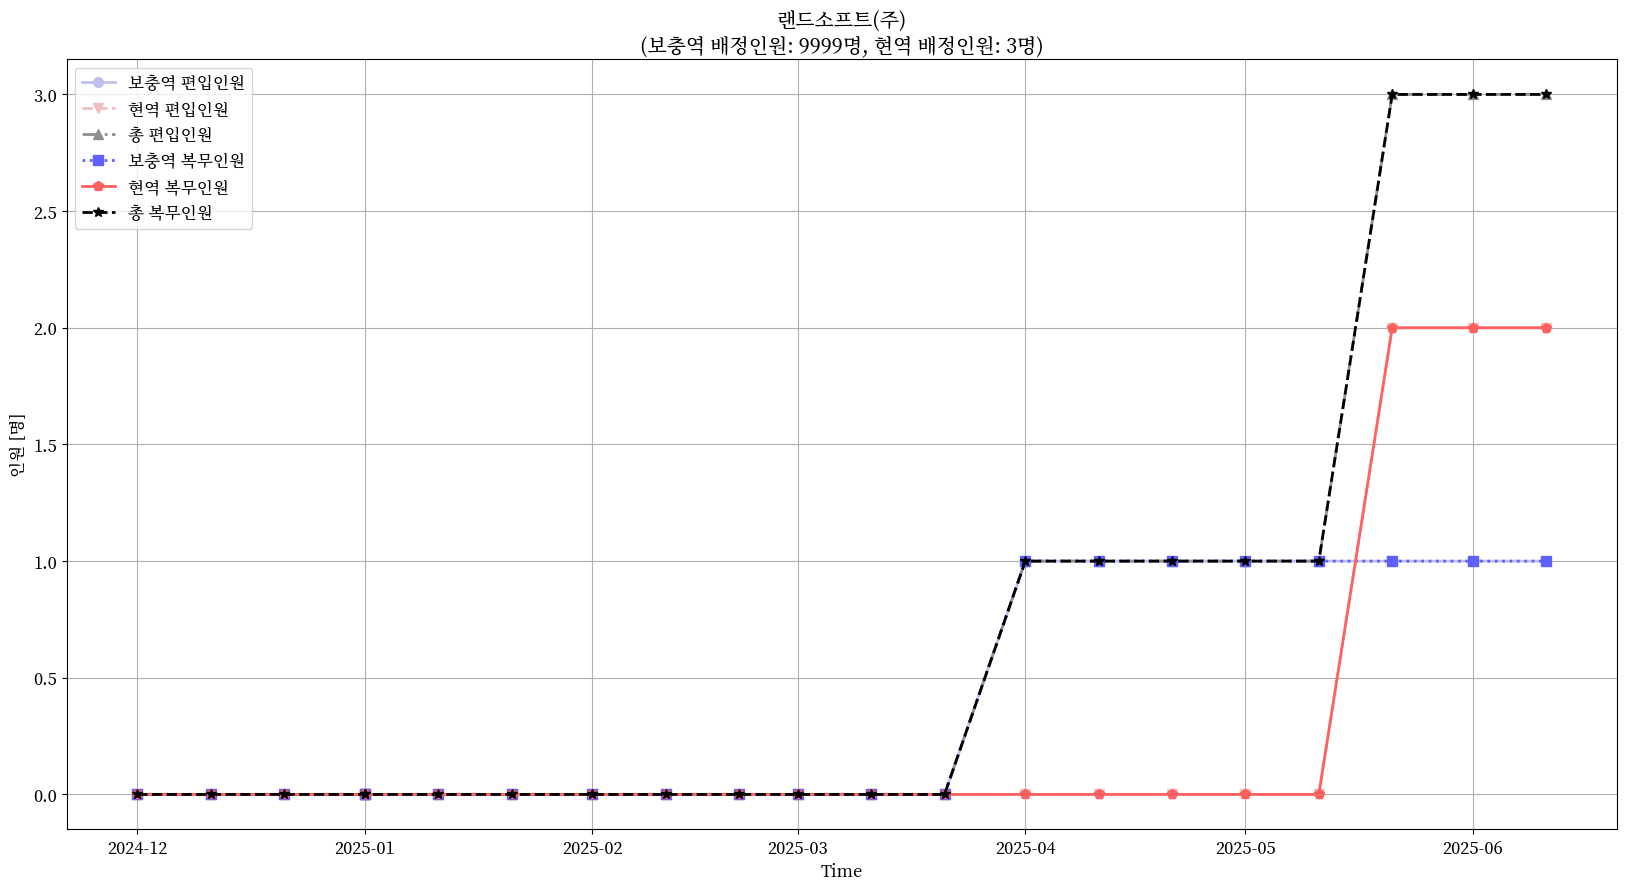 랜드소프트(주)
(보충역 배정인원: 9999명, 현역 배정인원: 3명)
보충역 편입인원
현역 편입인원
총 편입인원
보충역 복무인원
현역 복무인원
총 복무인원
3.0
2.5
2.0
1.5
1.0
0.5
0.0
인원 [명]
2024-12
2025-01
2025-02
2025-03
2025-04
2025-05
2025-06
Time